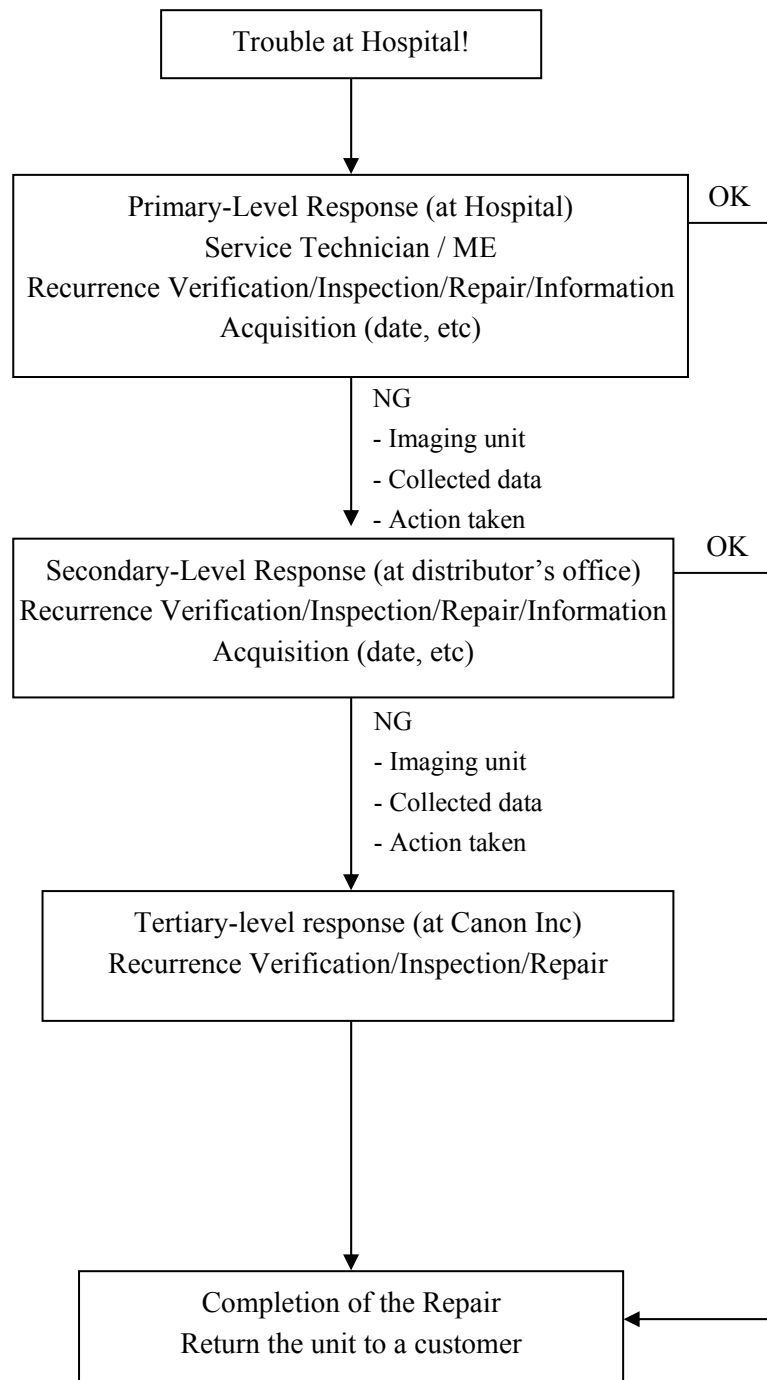 Trouble at Hospital!
Primary-Level Response (at Hospital)
Service Technician / ME
Recurrence Verification/Inspection/Repair/Information
Acquisition (date, etc)
OK
NG
- Imaging unit
- Collected data
- Action taken
Secondary-Level Response (at distributor’s office)
Recurrence Verification/Inspection/Repair/Information
Acquisition (date, etc)
OK
NG
- Imaging unit
- Collected data
- Action taken
Tertiary-level response (at Canon Inc)
Recurrence Verification/Inspection/Repair
Completion of the Repair
Return the unit to a customer